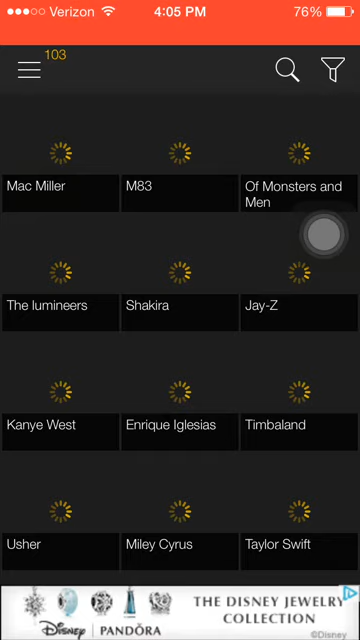 Verizon 4:05 PM 76%
103
Mac Miller M83 Of Monsters and
Men
The lumineers Shakira Jay-Z
Kanye West Enrique Iglesias Timbaland
Usher Miley Cyrus Taylor Swift
THE DISNEY JEWELRY
COLLECTION
Disney | PANDÖRA
©Disney